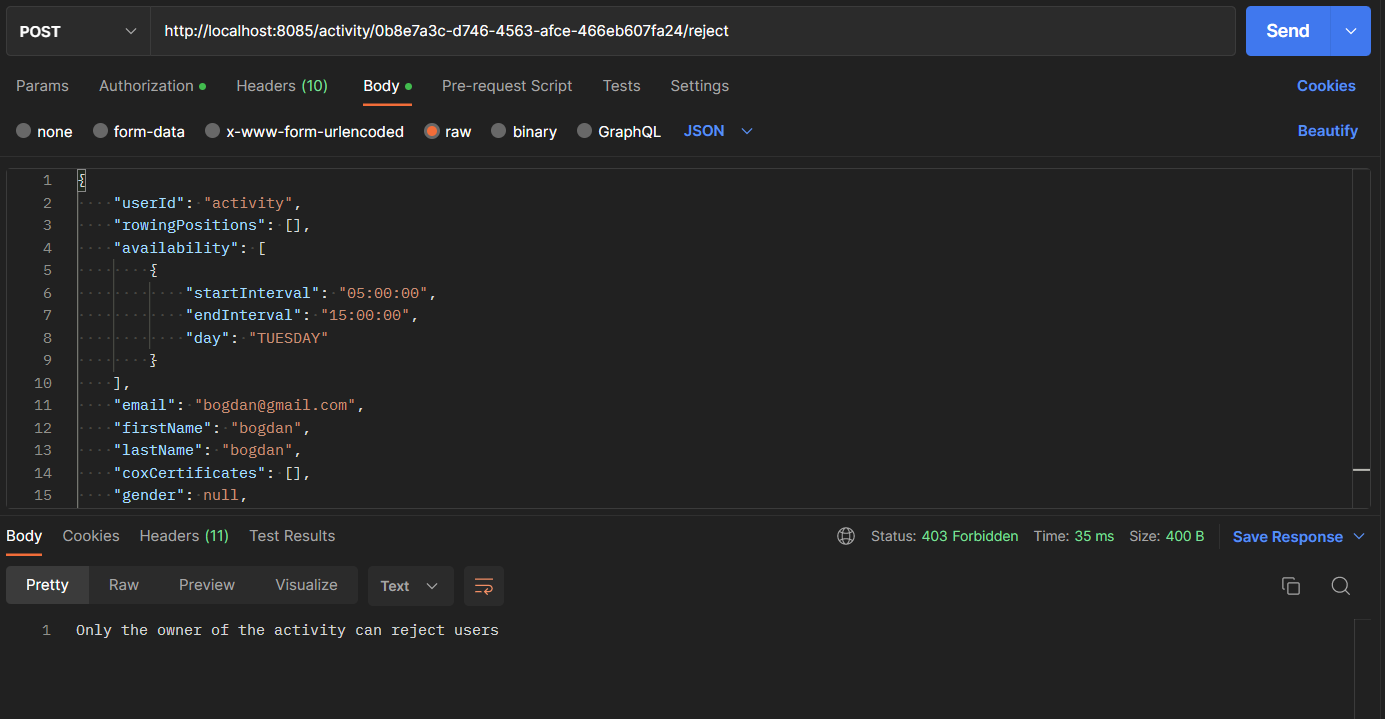 POST http://localhost:8085/activity/0b8e7a3c-d746-4563-afce-466eb607fa24/reject Send
Params Authorization Headers (10) Body Pre-request Script Tests Settings Cookies
none form-data x-www-form-urlencoded raw binary GraphQL JSON Beautify
1 {
2 "userId": "activity",
3 "rowingPositions": [],
4 "availability": [
5 {
6 "startInterval": "05:00:00",
7 "endInterval": "15:00:00",
8 "day": "TUESDAY"
9 }
10 ],
11 "email": "bogdan@gmail.com",
12 "firstName": "bogdan",
13 "lastName": "bogdan",
14 "coxCertificates": [],
15 "gender": null,
Body Cookies Headers (11) Test Results Status: 403 Forbidden Time: 35 ms Size: 400 B Save Response
Pretty Raw Preview Visualize Text
1 Only the owner of the activity can reject users